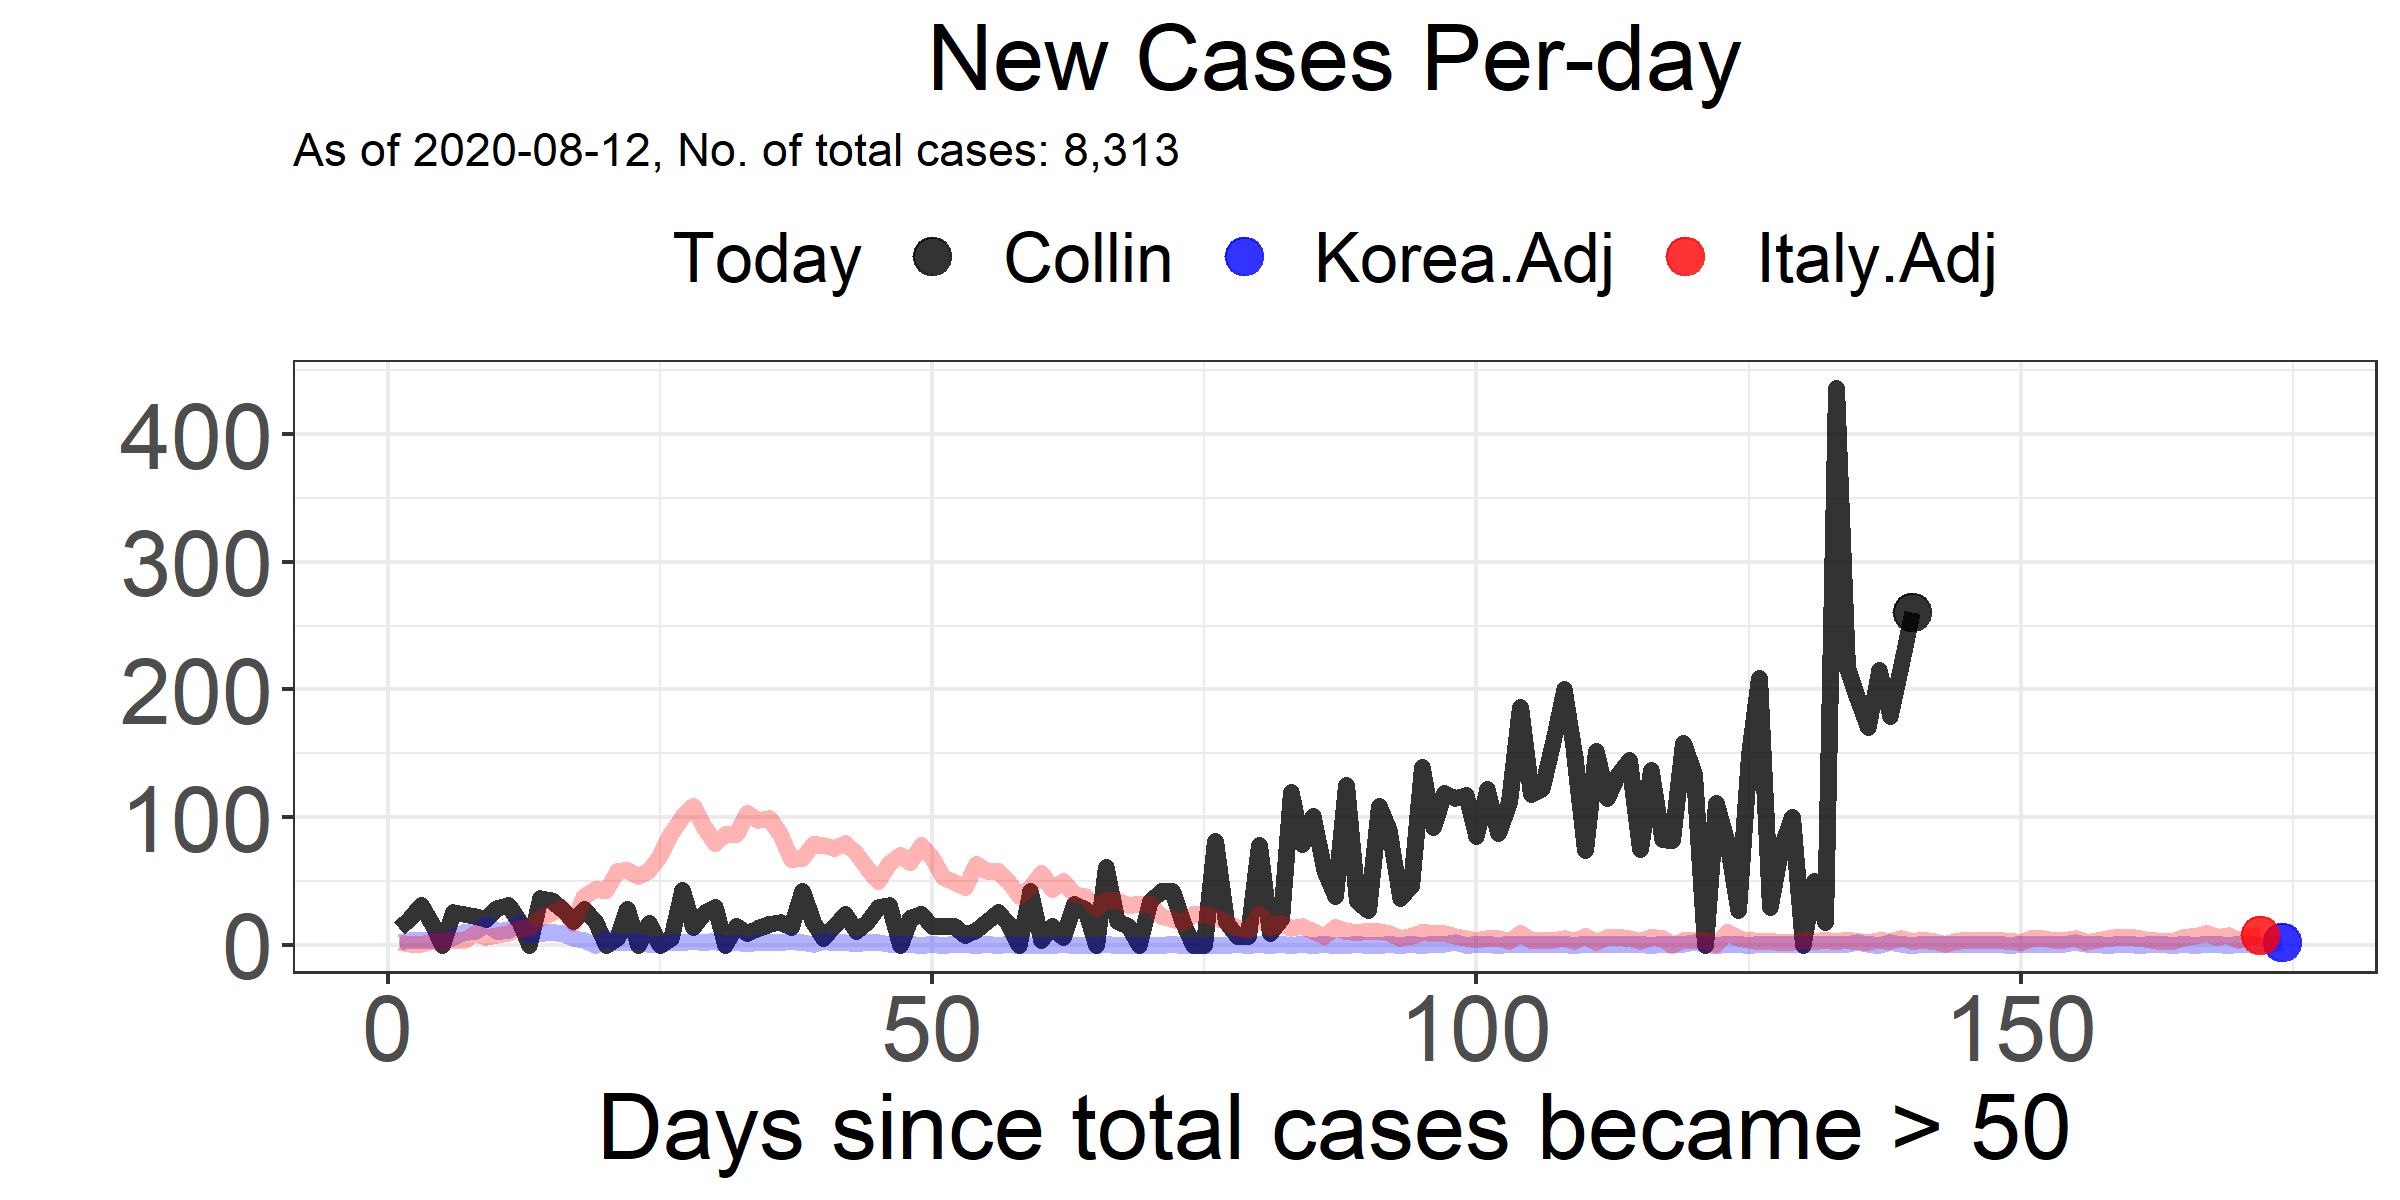 New Cases Per-day
As of 2020-08-12, No. of total cases: 8,313
Today Collin Korea.Adj Italy.Adj
400
300
200
100
0
0 50 100 150
Days since total cases became > 50